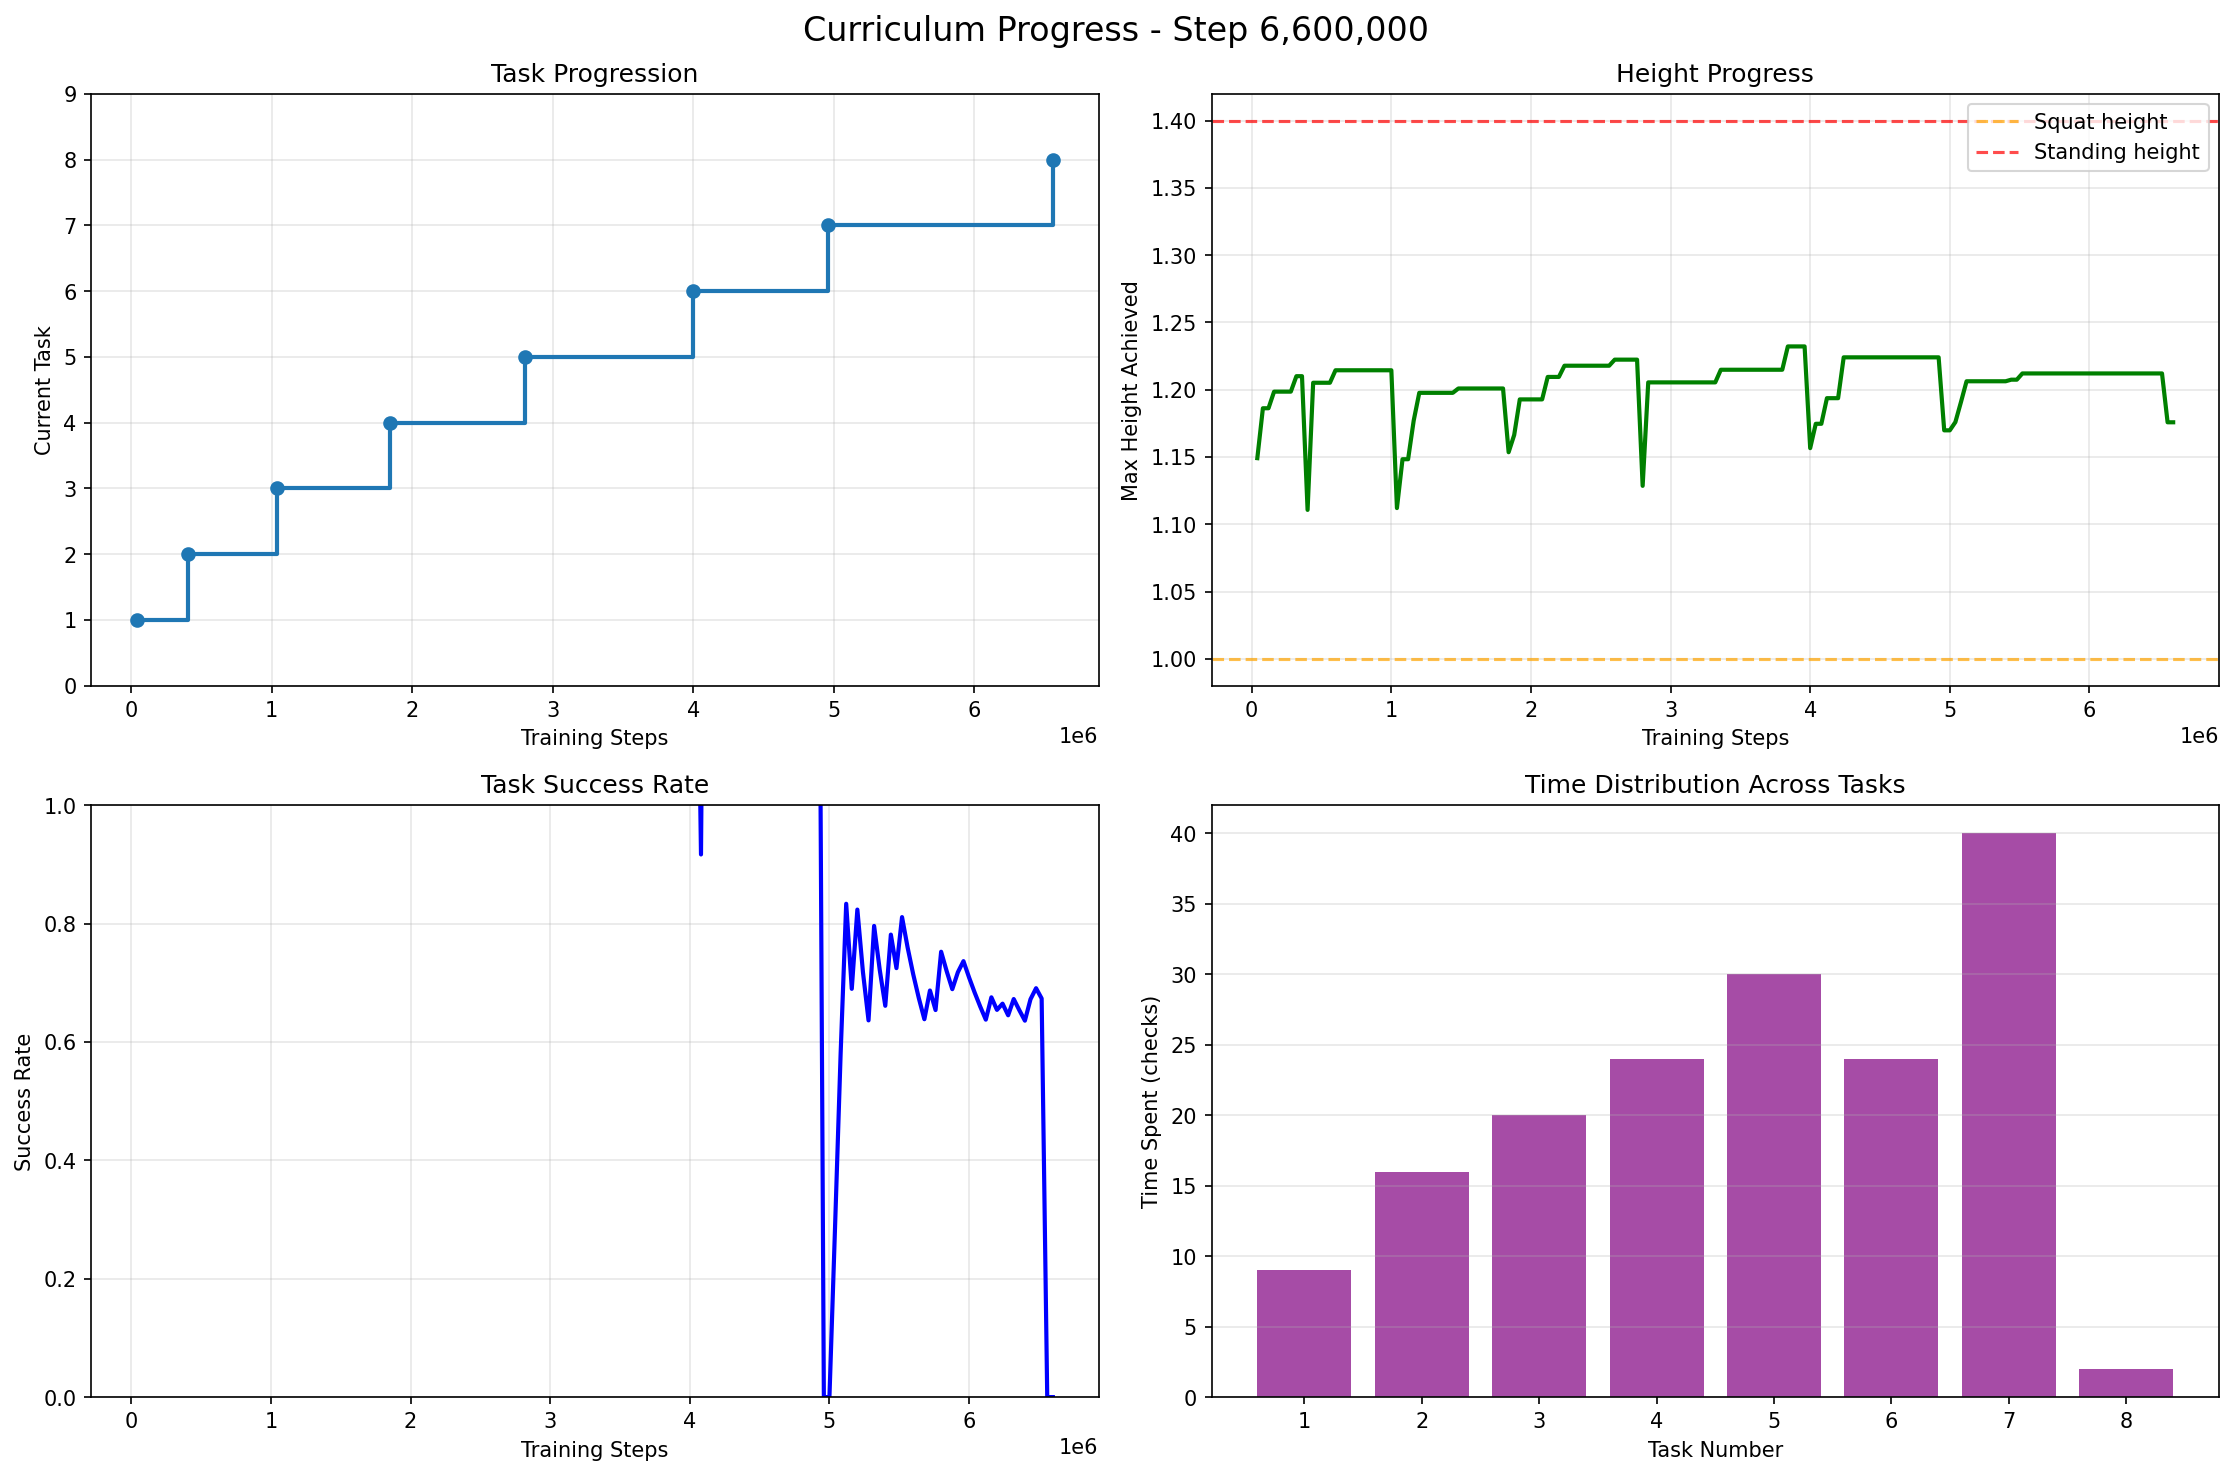 Curriculum Progress - Step 6,600,000
Task Progression
9
8
7
6
5
4
3
2
1
0
Current Task
0 1 2 3 4 5 6
1e6
Training Steps
Height Progress
1.40
1.35
1.30
1.25
1.20
1.15
1.10
1.05
1.00
Max Height Achieved
Squat height
Standing height
0 1 2 3 4 5 6
1e6
Training Steps
Task Success Rate
1.0
0.8
0.6
0.4
0.2
0.0
Success Rate
0 1 2 3 4 5 6
1e6
Training Steps
Time Distribution Across Tasks
40
35
30
25
20
15
10
5
0
Time Spent (checks)
1 2 3 4 5 6 7 8
Task Number